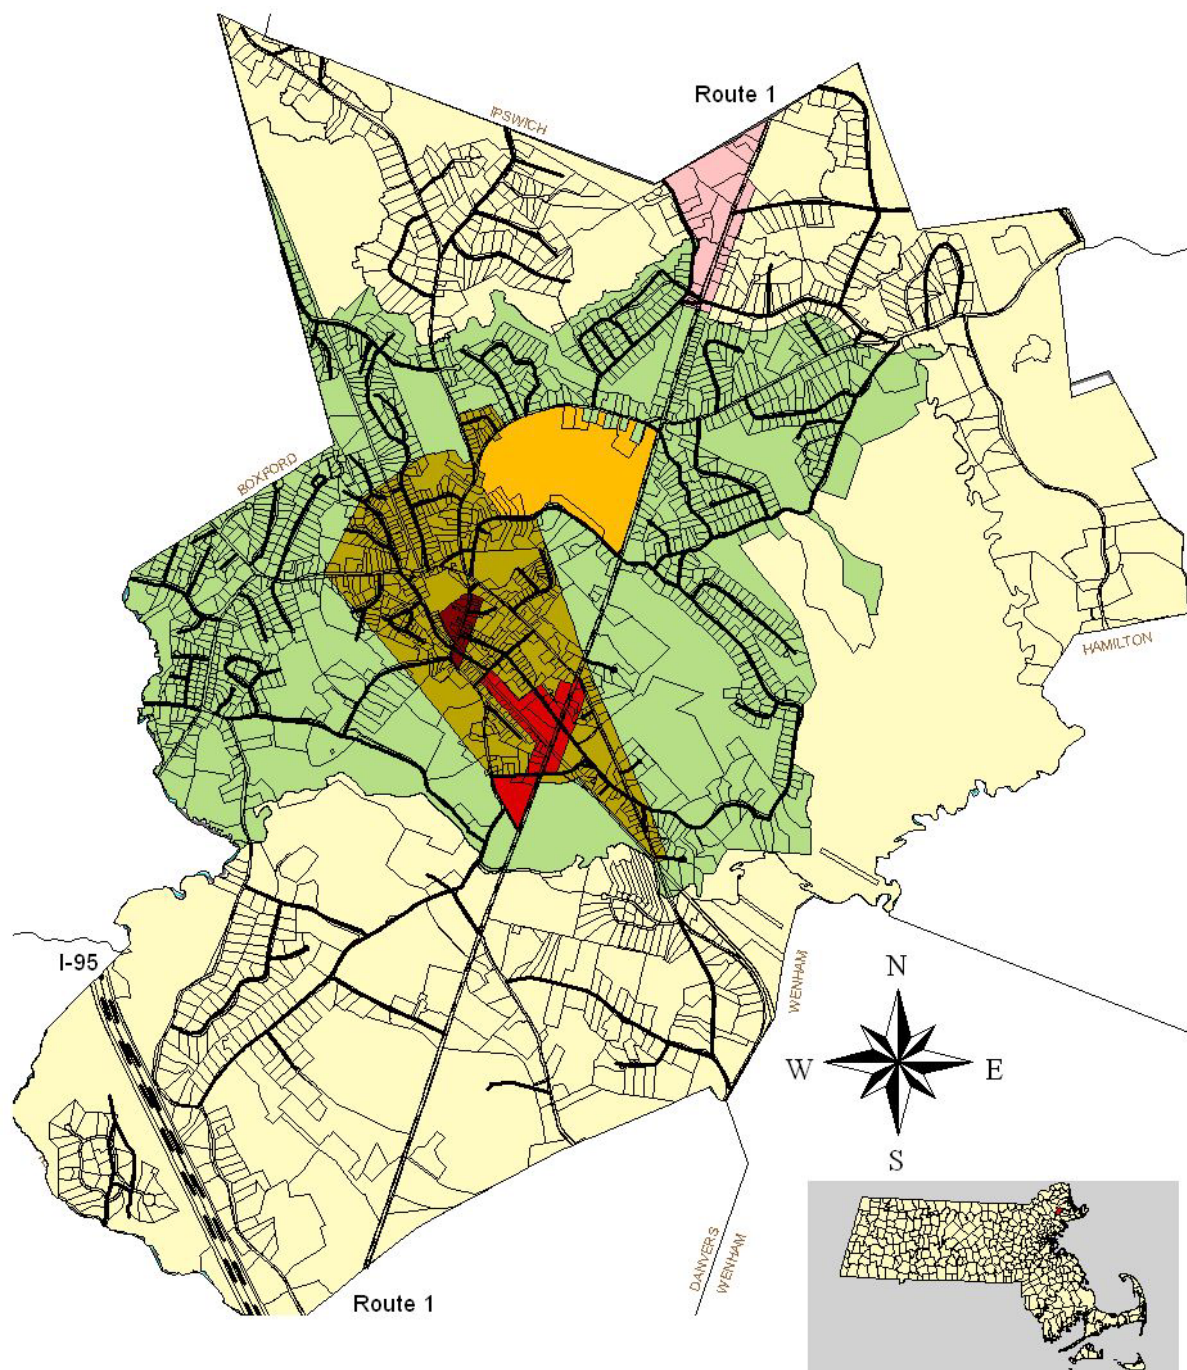 Route 1
IPSWICH
BOXFORD
HAMILTON
I-95
WENHAM
N
W
E
S
DANVERS
WENHAM
Route 1